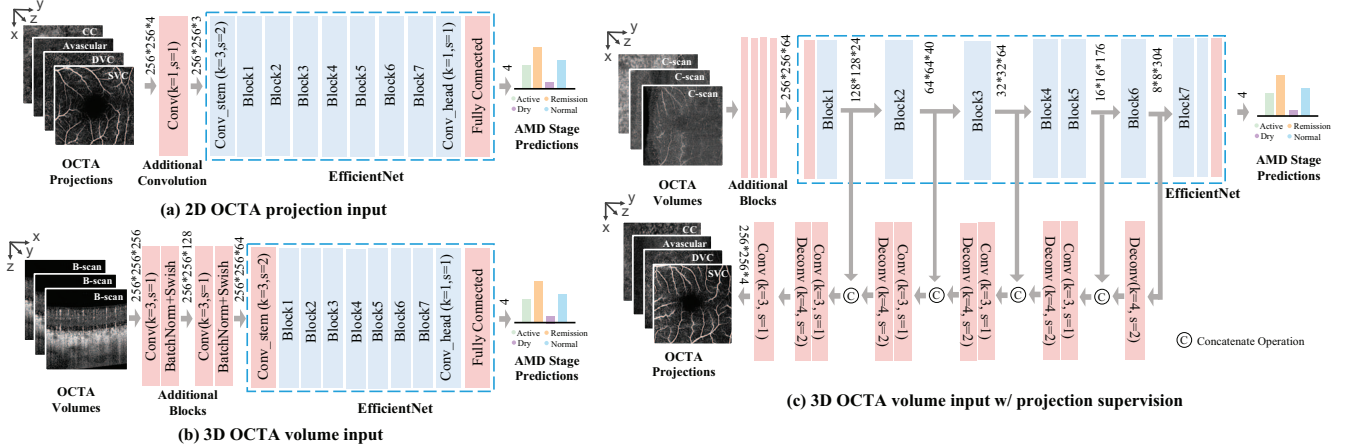 x
y
z
CC
Avascular
DVC
SVC
OCTA
Projections
256*256*4
Conv(k=1,s=1)
Additional
Convolution
256*256*3
Conv_stem (k=3,s=2)
Block1
Block2
Block3
Block4
Block5
Block6
Block7
Conv_head (k=1,s=1)
Fully Connected
EfficientNet
4
Active
Remission
Dry
Normal
AMD Stage
Predictions
(a) 2D OCTA projection input
x
y
z
B-scan
B-scan
B-scan
OCTA
Volumes
256*256*256
Conv(k=3,s=1)
BatchNorm+Swish
256*256*128
Conv(k=3,s=1)
BatchNorm+Swish
Additional
Blocks
256*256*64
Conv_stem (k=3,s=2)
Block1
Block2
Block3
Block4
Block5
Block6
Block7
Conv_head (k=1,s=1)
Fully Connected
EfficientNet
4
Active
Remission
Dry
Normal
AMD Stage
Predictions
(b) 3D OCTA volume input
y
z
x
C-scan
C-scan
C-scan
OCTA
Volumes
Additional
Blocks
256*256*64
Block1
128*128*24
Block2
64*64*40
Block3
32*32*64
Block4
Block5
16*16*176
Block6
8*8*304
Block7
EfficientNet
4
Active
Remission
Dry
Normal
AMD Stage
Predictions
y
z
x
CC
Avascular
DVC
SVC
OCTA
Projections
256*256*4
Conv (k=3, s=1)
Deconv (k=4, s=2)
Conv (k=3, s=1)
C
Deconv (k=4, s=2)
Conv (k=3, s=1)
C
Deconv (k=4, s=2)
Conv (k=3, s=1)
C
Deconv (k=4, s=2)
Conv (k=3, s=1)
C
Deconv(k=4, s=2)
C Concatenate Operation
(c) 3D OCTA volume input w/ projection supervision